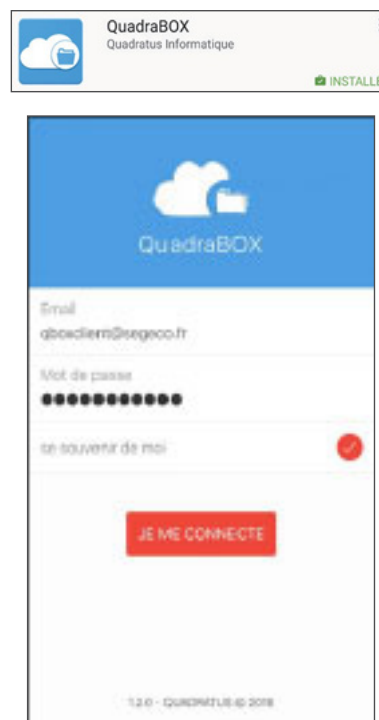 QuadraBOX
Quadratus Informatique
INSTALLÉ
QuadraBOX
Email
qboxclient@segeco.fr
Mot de passe
●●●●●●●●●●●
se souvenir de moi
JE ME CONNECTE
1.2.0 - QUADRATUS © 2018